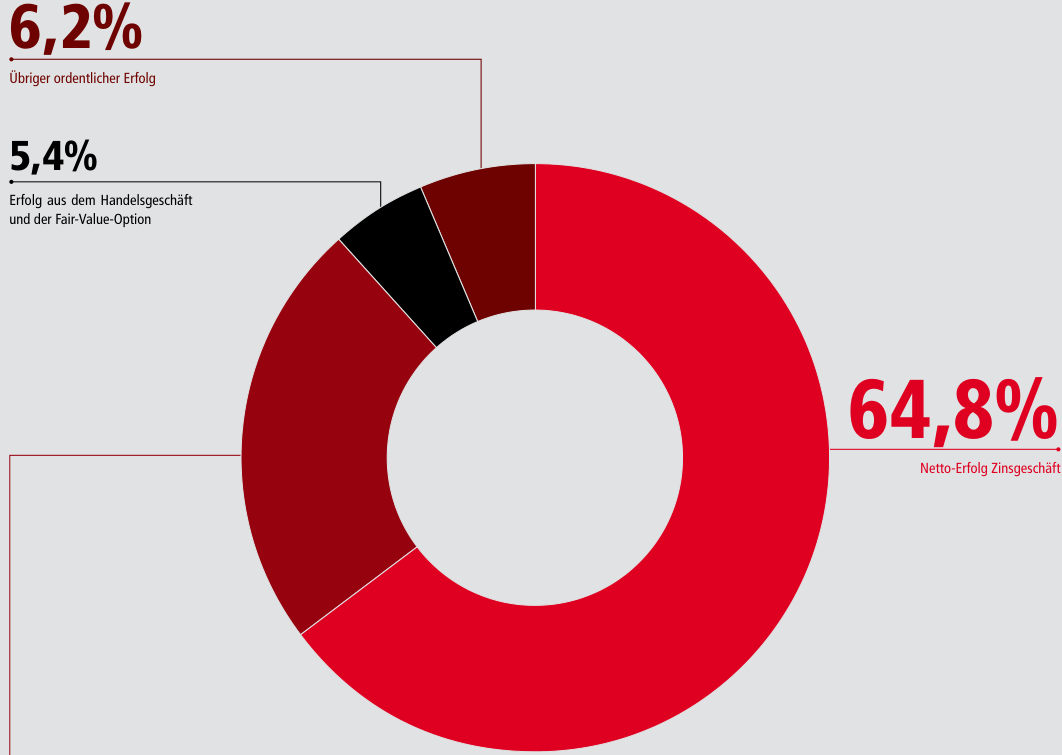 6,2%
Übriger ordentlicher Erfolg
5,4%
Erfolg aus dem Handelsgeschäft
und der Fair-Value-Option
64,8%
Netto-Erfolg Zinsgeschäft